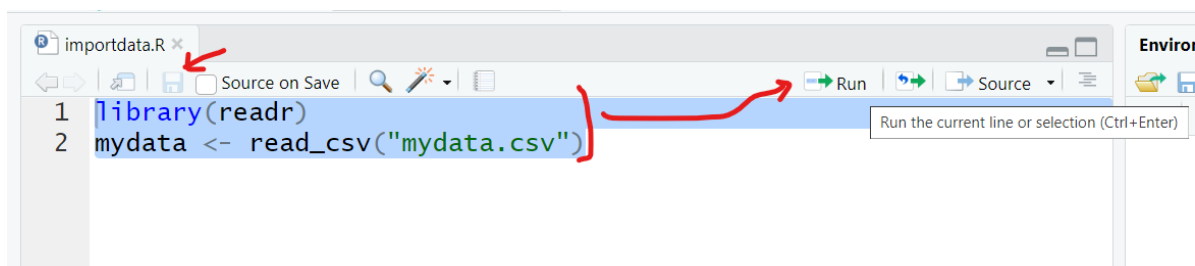 importdata.R
Environ
Source on Save
Run
Source
1 library(readr)
2 mydata <- read_csv("mydata.csv")
Run the current line or selection (Ctrl+Enter)